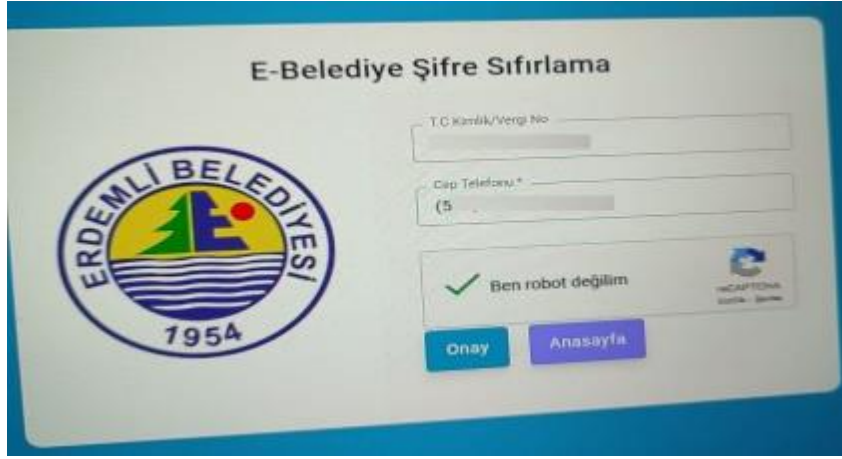 E-Belediye Şifre Sıfırlama
T.C Kimlik/Vergi No
Cep Telefonu *
(5
ERDEMLİ BELEDİYESİ
1954
Ben robot değilim
reCAPTCHA
Onay
Anasayfa